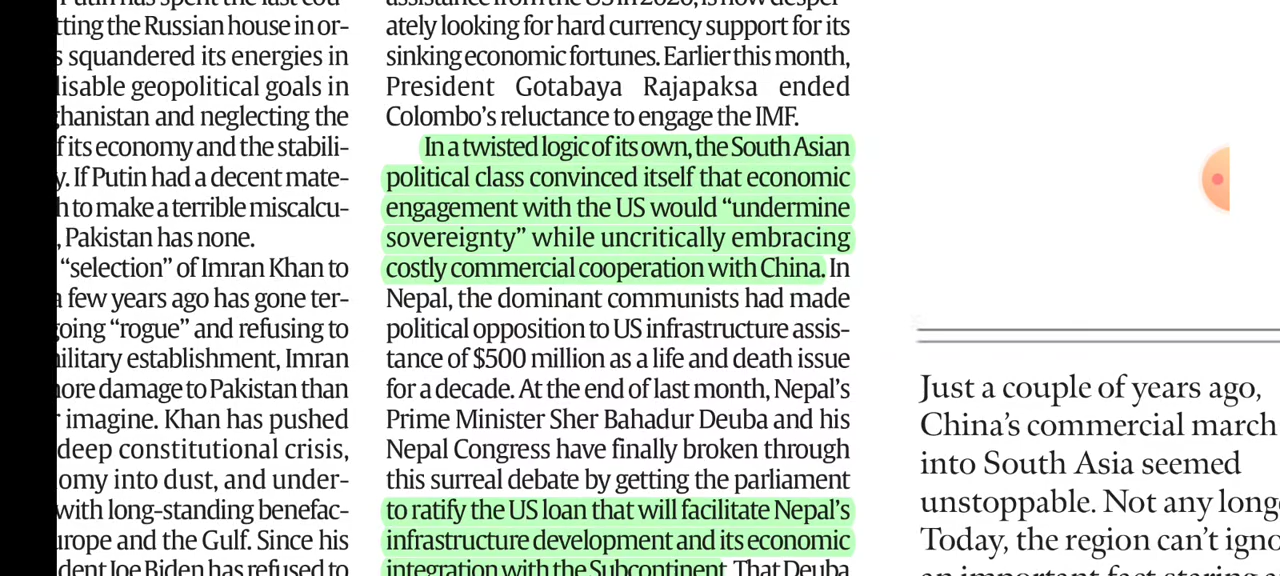 tting the Russian house in or-
s squandered its energies in
lisable geopolitical goals in
ghanistan and neglecting the
f its economy and the stabili-
y. If Putin had a decent mate-
h to make a terrible miscalcu-
, Pakistan has none.
"selection" of Imran Khan to
a few years ago has gone ter-
going "rogue" and refusing to
military establishment, Imran
more damage to Pakistan than
r imagine. Khan has pushed
deep constitutional crisis,
omy into dust, and under-
with long-standing benefac-
urope and the Gulf. Since his
dent Joe Biden has refused to
ately looking for hard currency support for its
sinking economic fortunes. Earlier this month,
President Gotabaya Rajapaksa ended
Colombo's reluctance to engage the IMF.
In a twisted logic of its own, the South Asian
political class convinced itself that economic
engagement with the US would "undermine
sovereignty" while uncritically embracing
costly commercial cooperation with China. In
Nepal, the dominant communists had made
political opposition to US infrastructure assis-
tance of $500 million as a life and death issue
for a decade. At the end of last month, Nepal's
Prime Minister Sher Bahadur Deuba and his
Nepal Congress have finally broken through
this surreal debate by getting the parliament
to ratify the US loan that will facilitate Nepal's
infrastructure development and its economic
integration with the Subcontinent. That Deuba
Just a couple of years ago,
China's commercial march
into South Asia seemed
unstoppable. Not any long
Today, the region can't igno